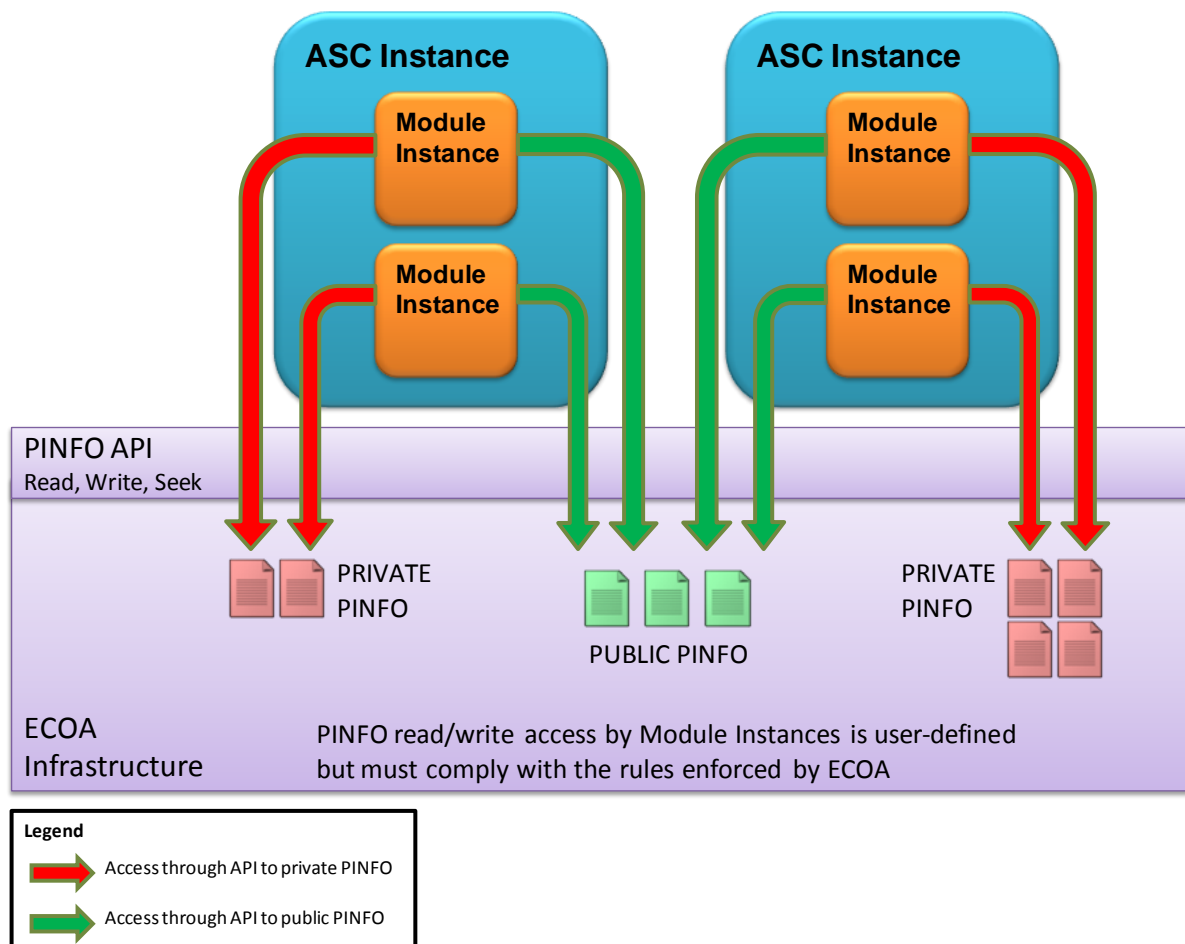 ASC Instance
Module
Instance
Module
Instance
ASC Instance
Module
Instance
Module
Instance
PINFO API
Read, Write, Seek
PRIVATE
PINFO
PUBLIC PINFO
PRIVATE
PINFO
ECOA
Infrastructure
PINFO read/write access by Module Instances is user-defined
but must comply with the rules enforced by ECOA
Legend
Access through API to private PINFO
Access through API to public PINFO